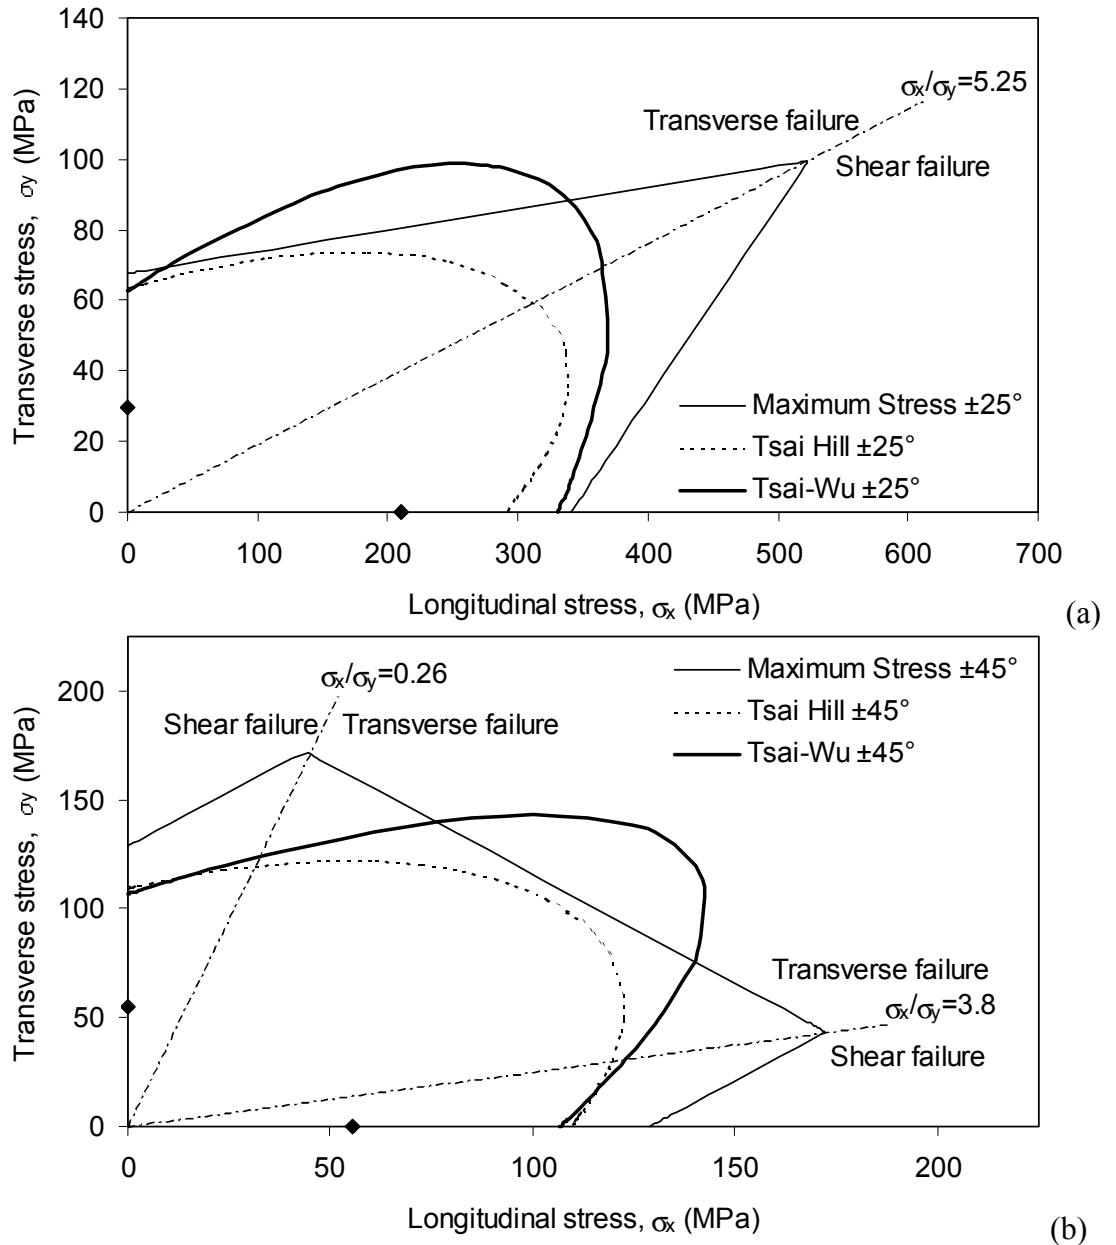 140
120
100
80
60
40
20
0
Transverse stress, σy (MPa)
σx/σy=5.25
Transverse failure
Shear failure
Maximum Stress ±25°
Tsai Hill ±25°
Tsai-Wu ±25°
0 100 200 300 400 500 600 700
Longitudinal stress, σx (MPa)
(a)
200
150
100
50
0
Transverse stress, σy (MPa)
σx/σy=0.26
Shear failure
Transverse failure
Maximum Stress ±45°
Tsai Hill ±45°
Tsai-Wu ±45°
Transverse failure
σx/σy=3.8
Shear failure
0 50 100 150 200
Longitudinal stress, σx (MPa)
(b)